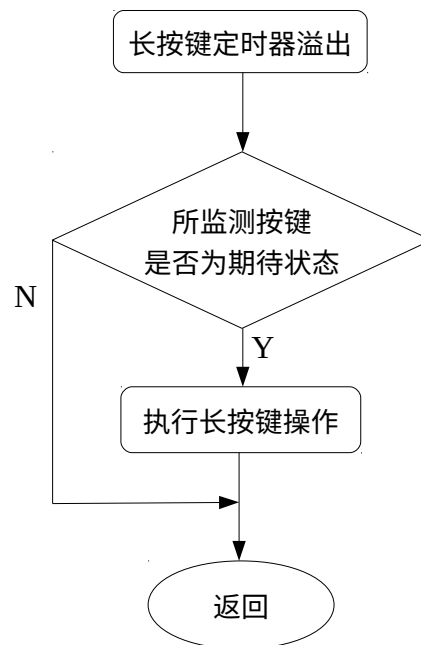 长按键定时器溢出
所监测按键
是否为期待状态
N
Y
执行长按键操作
返回